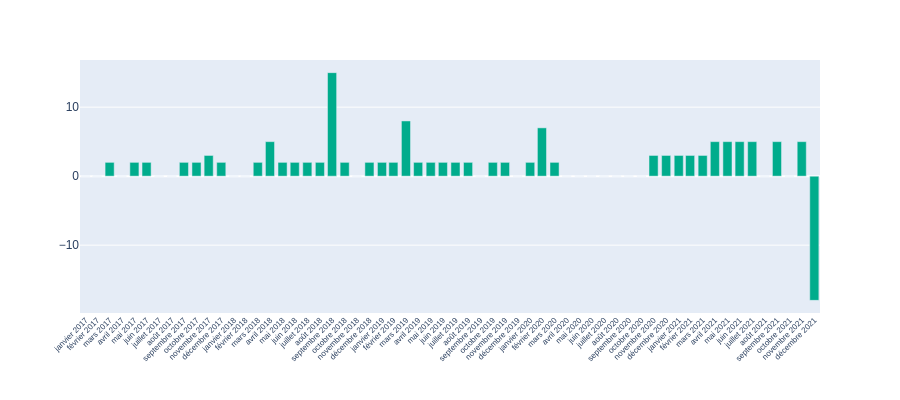 10
0
−10
janvier 2017
février 2017
mars 2017
avril 2017
mai 2017
juin 2017
juillet 2017
août 2017
septembre 2017
octobre 2017
novembre 2017
décembre 2017
janvier 2018
février 2018
mars 2018
avril 2018
mai 2018
juin 2018
juillet 2018
août 2018
septembre 2018
octobre 2018
novembre 2018
décembre 2018
janvier 2019
février 2019
mars 2019
avril 2019
mai 2019
juin 2019
juillet 2019
août 2019
septembre 2019
octobre 2019
novembre 2019
décembre 2019
janvier 2020
février 2020
mars 2020
avril 2020
mai 2020
juin 2020
juillet 2020
août 2020
septembre 2020
octobre 2020
novembre 2020
décembre 2020
janvier 2021
février 2021
mars 2021
avril 2021
mai 2021
juin 2021
juillet 2021
août 2021
septembre 2021
octobre 2021
novembre 2021
décembre 2021